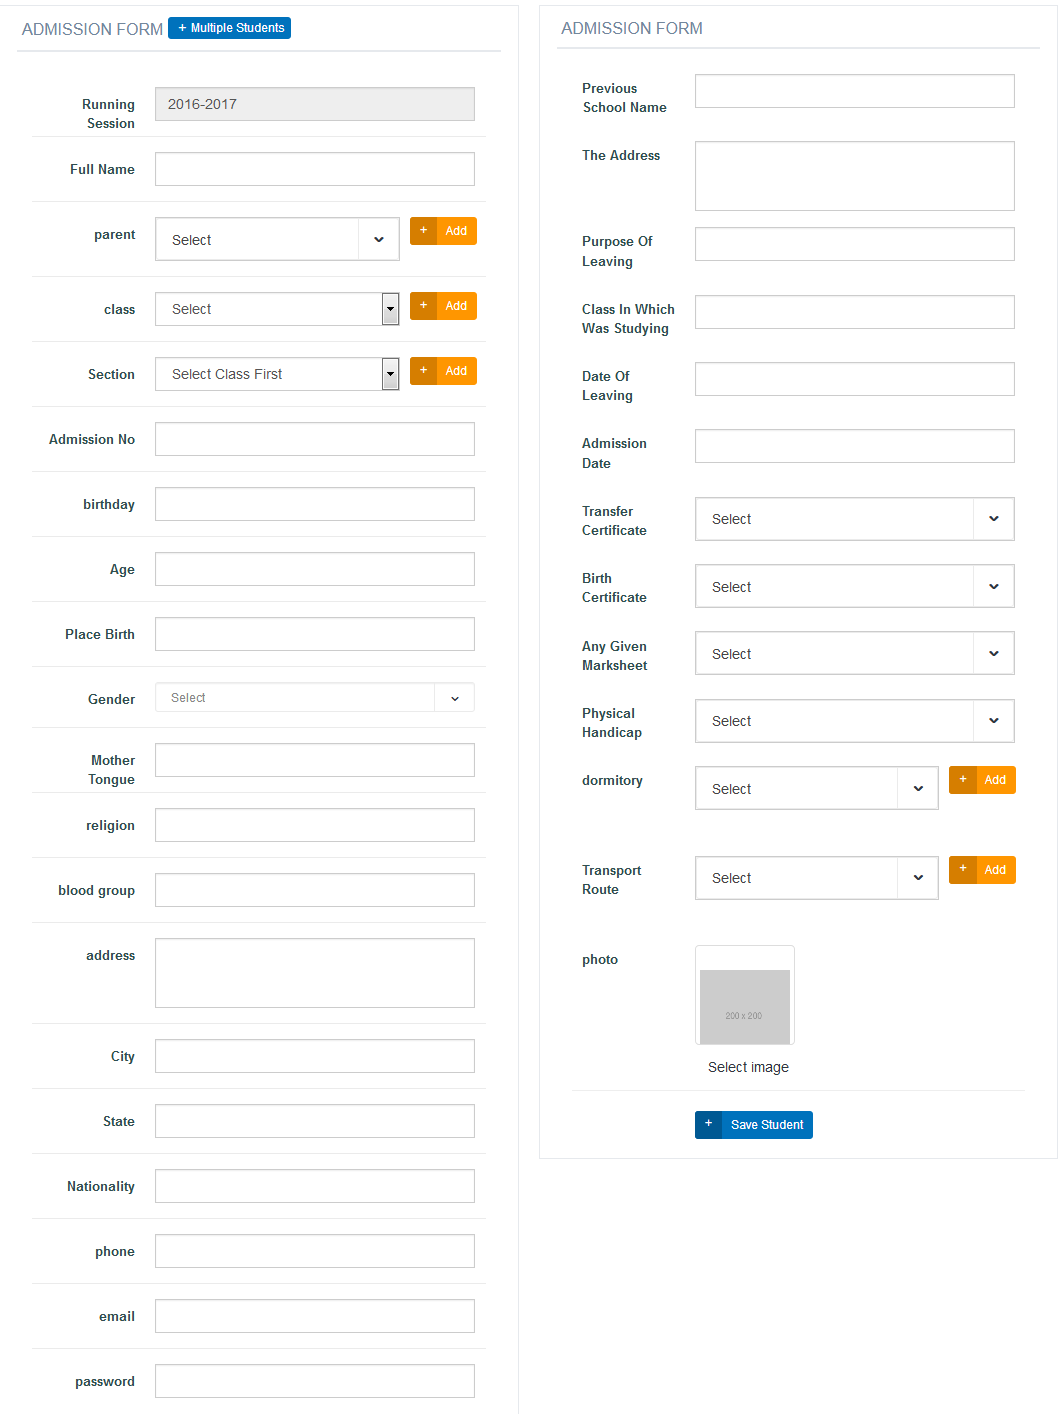 ADMISSION FORM + Multiple Students
Running
Session
2016-2017
Full Name
parent
Select
+ Add
class
Select
+ Add
Section
Select Class First
+ Add
Admission No
birthday
Age
Place Birth
Gender
Select
Mother
Tongue
religion
blood group
address
City
State
Nationality
phone
email
password
ADMISSION FORM
Previous
School Name
The Address
Purpose Of
Leaving
Class In Which
Was Studying
Date Of
Leaving
Admission
Date
Transfer
Certificate
Select
Birth
Certificate
Select
Any Given
Marksheet
Select
Physical
Handicap
Select
dormitory
Select
+ Add
Transport
Route
Select
+ Add
photo
200 x 200
Select image
+ Save Student